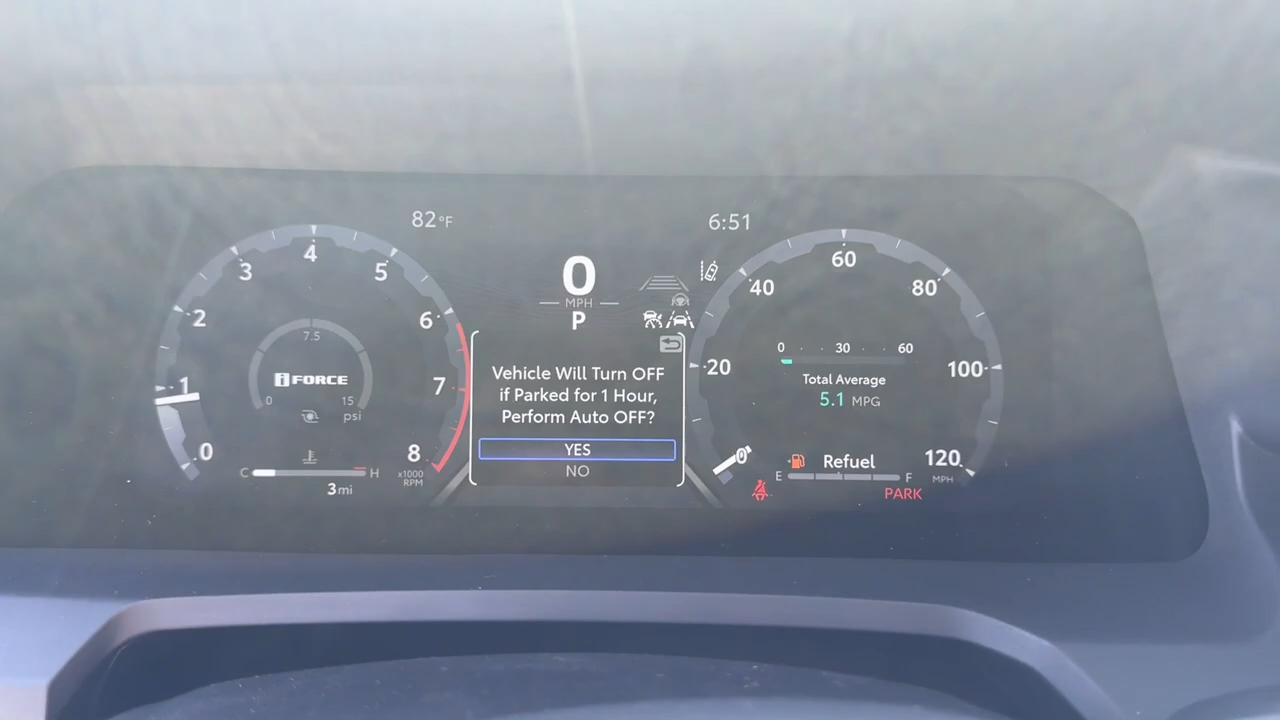 82°F
6:51
0
MPH
P
0
1
2
3
4
5
6
7
8
x1000
RPM
7.5
iFORCE
0
15
psi
C
H
3 mi
Vehicle Will Turn OFF
if Parked for 1 Hour,
Perform Auto OFF?
YES
NO
0
20
40
60
80
100
120
MPH
0 30 60
Total Average
5.1 MPG
Refuel
E
F
PARK